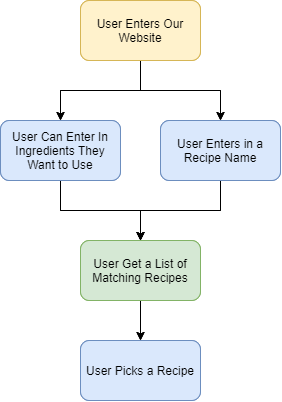 User Enters Our
Website
User Can Enter In
Ingredients They
Want to Use
User Enters in a
Recipe Name
User Get a List of
Matching Recipes
User Picks a Recipe